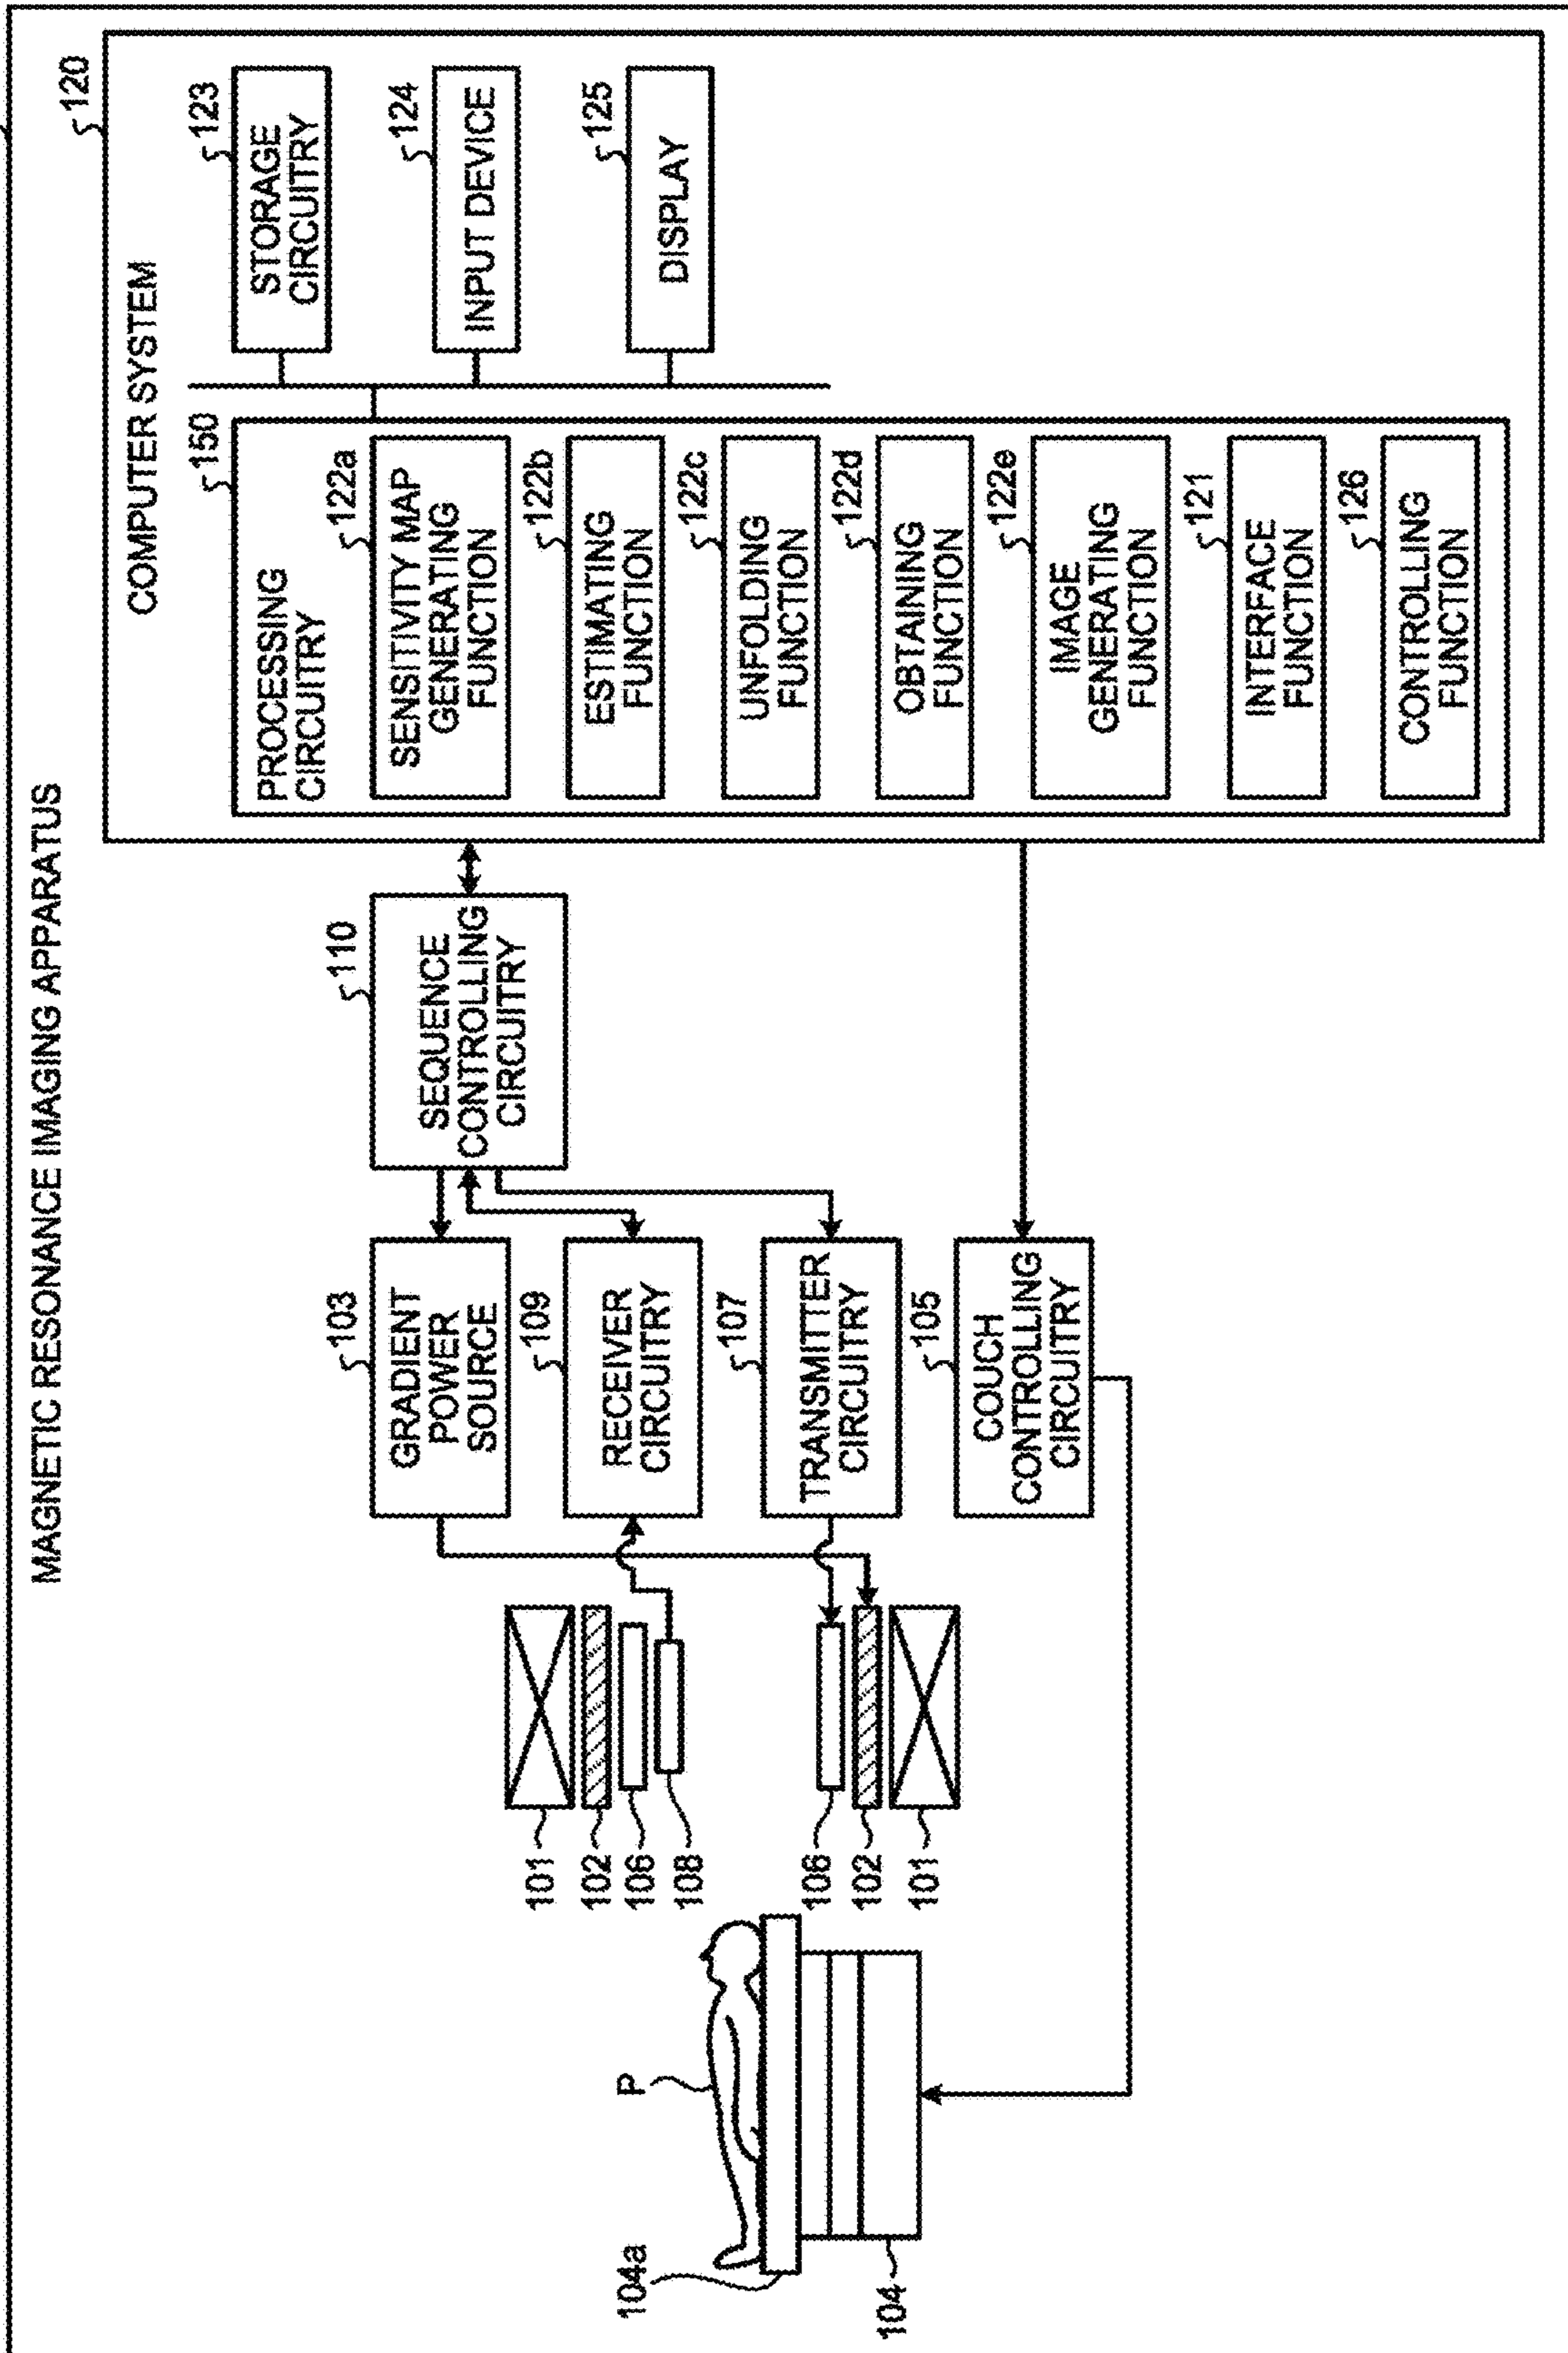 MAGNETIC RESONANCE IMAGING APPARATUS
120
COMPUTER SYSTEM
150
PROCESSING
CIRCUITRY
122a
SENSITIVITY MAP
GENERATING
FUNCTION
122b
ESTIMATING
FUNCTION
122c
UNFOLDING
FUNCTION
122d
OBTAINING
FUNCTION
122e
IMAGE
GENERATING
FUNCTION
121
INTERFACE
FUNCTION
126
CONTROLLING
FUNCTION
123
STORAGE
CIRCUITRY
124
INPUT DEVICE
125
DISPLAY
110
SEQUENCE
CONTROLLING
CIRCUITRY
103
GRADIENT
POWER
SOURCE
109
RECEIVER
CIRCUITRY
107
TRANSMITTER
CIRCUITRY
105
COUCH
CONTROLLING
CIRCUITRY
101
102
106
108
106
102
101
P
104a
104